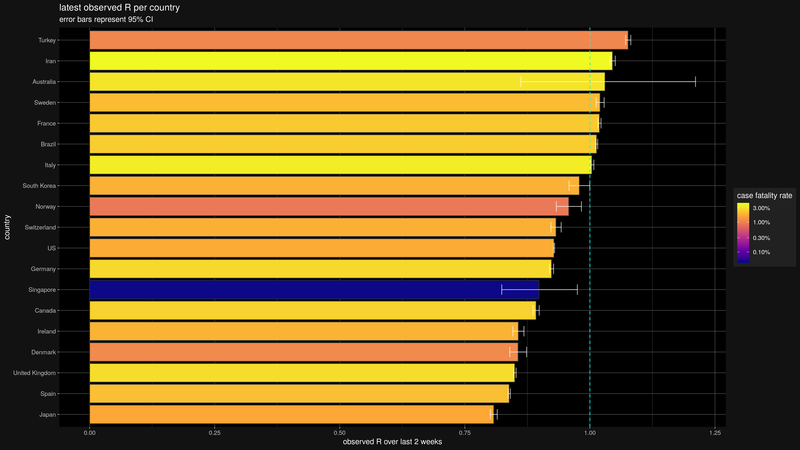 latest observed R per country
error bars represent 95% CI
country
Turkey
Iran
Australia
Sweden
France
Brazil
Italy
South Korea
Norway
Switzerland
US
Germany
Singapore
Canada
Ireland
Denmark
United Kingdom
Spain
Japan
0.00
0.25
0.50
0.75
1.00
1.25
observed R over last 2 weeks
case fatality rate
3.00%
1.00%
0.30%
0.10%